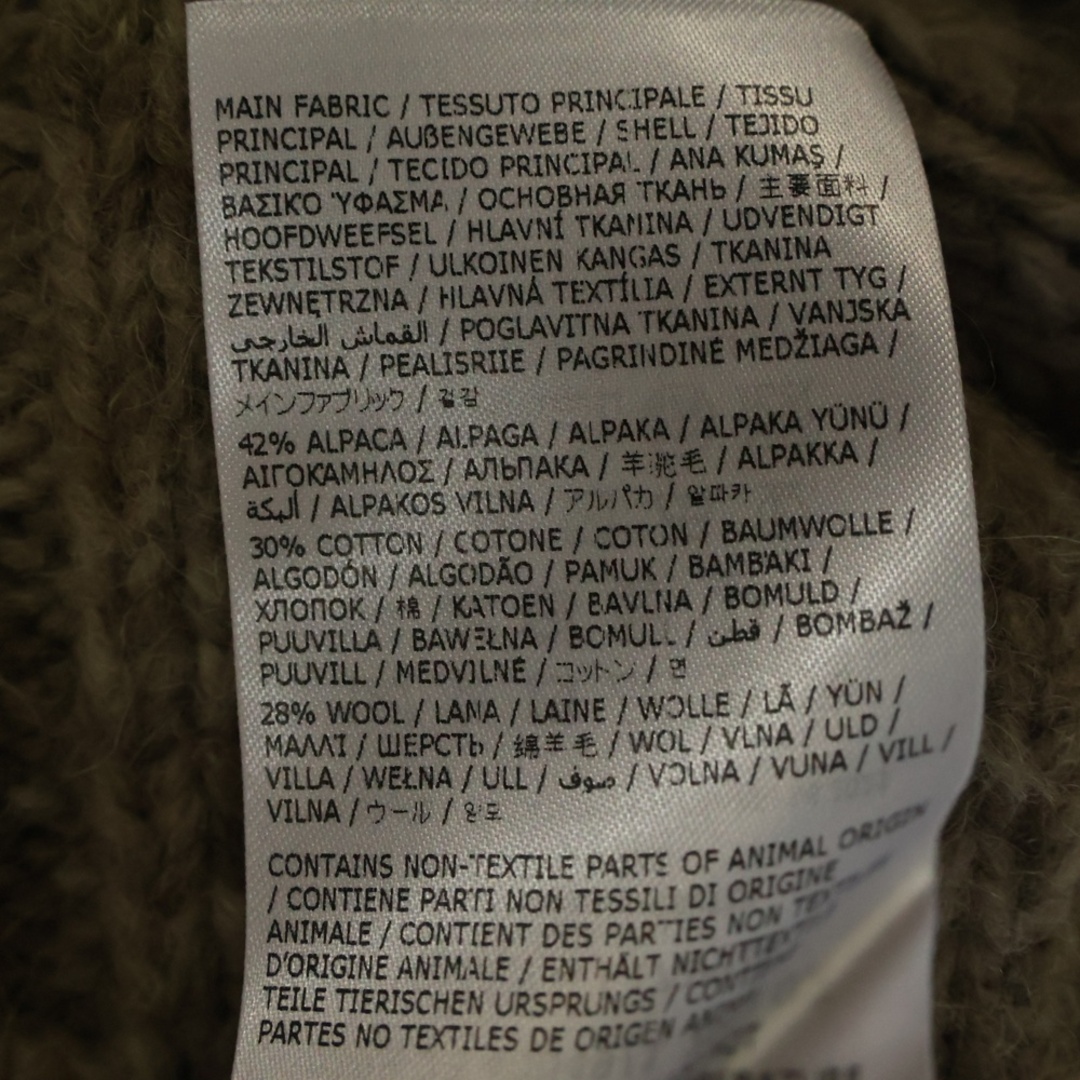 MAIN FABRIC / TESSUTO PRINCIPALE / TISSU
PRINCIPAL / AUßENGEWEBE / SHELL / TEJIDO
PRINCIPAL / TECIDO PRINCIPAL / ANA KUMAŞ /
ΒΑΣΙΚΟ ΎΦΑΣΜΑ / ОСНОВНАЯ ТКАНЬ / 主要面料 /
HOOFDWEEFSEL / HLAVNÍ TKANINA / UDVENDIGT
TEKSTILSTOF / ULKOINEN KANGAS / TKANINA
ZEWNĘTRZNA / HLAVNÁ TEXTÍLIA / EXTERNT TYG /
القماش الخارجي / POGLAVITNA TKANINA / VANJSKA
TKANINA / PEALISRIIE / PAGRINDINĖ MEDŽIAGA /
メインファブリック / 겉감
42% ALPACA / ALPAGA / ALPAKA / ALPAKA YÜNÜ /
ΑΙΓΟΚΑΜΗΛΟΣ / АЛЬПАКА / 羊驼毛 / ALPAKKA /
ألبكة / ALPAKOS VILNA / アルパカ / 알파카
30% COTTON / COTONE / COTON / BAUMWOLLE /
ALGODÓN / ALGODÃO / PAMUK / ΒΑΜΒΆΚΙ /
ХЛОПОК / 棉 / KATOEN / BAVLNA / BOMULD /
PUUVILLA / BAWEŁNA / BOMULL / قطن / BOMBAŽ /
PUUVILL / MEDVILNĖ / コットン / 면
28% WOOL / LANA / LAINE / WOLLE / LÃ / YÜN /
ΜΑΛΛΊ / ШЕРСТЬ / 绵羊毛 / WOL / VLNA / ULD /
VILLA / WEŁNA / ULL / صوف / VOLNA / VUNA / VILL /
VILNA / ウール / 양모
CONTAINS NON-TEXTILE PARTS OF ANIMAL ORIGIN
/ CONTIENE PARTI NON TESSILI DI ORIGINE
ANIMALE / CONTIENT DES PARTIES NON
D'ORIGINE ANIMALE / ENTHÄLT
TEILE TIERISCHEN URSPRUNGS /
PARTES NO TEXTILES DE ORIGEN